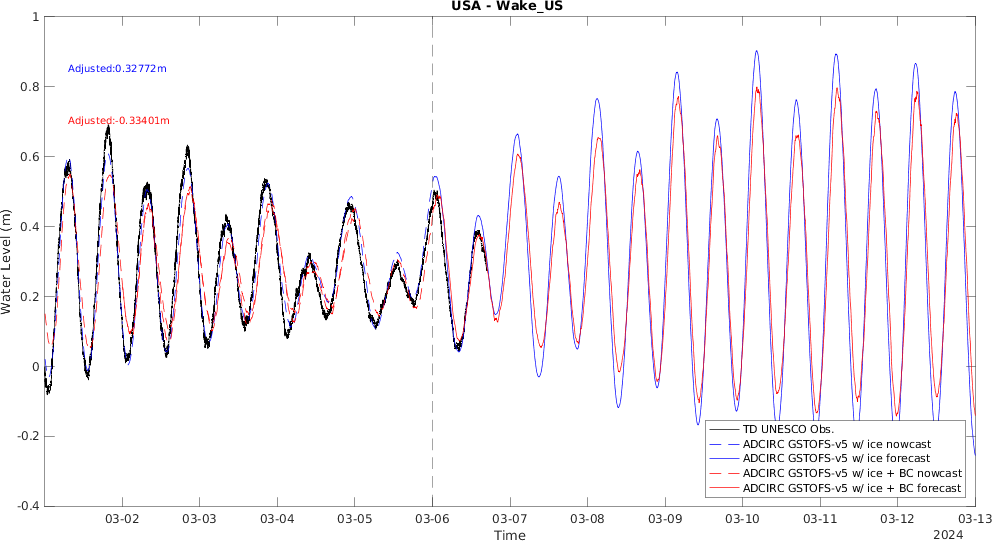 USA - Wake_US
1
0.8
0.6
0.4
0.2
0
-0.2
-0.4
Water Level (m)
Adjusted:0.32772m
Adjusted:-0.33401m
TD UNESCO Obs.
ADCIRC GSTOFS-v5 w/ ice nowcast
ADCIRC GSTOFS-v5 w/ ice forecast
ADCIRC GSTOFS-v5 w/ ice + BC nowcast
ADCIRC GSTOFS-v5 w/ ice + BC forecast
03-02 03-03 03-04 03-05 03-06 03-07 03-08 03-09 03-10 03-11 03-12 03-13
Time
2024